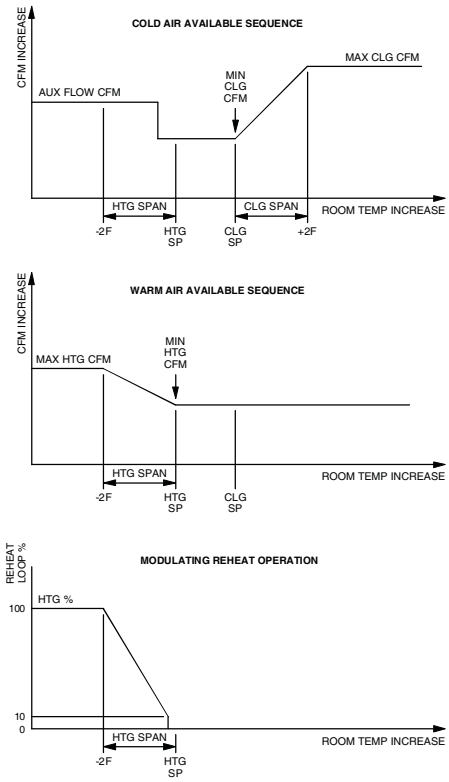 COLD AIR AVAILABLE SEQUENCE
CFM INCREASE
MAX CLG CFM
AUX FLOW CFM
MIN
CLG
CFM
HTG SPAN
CLG SPAN
ROOM TEMP INCREASE
-2F
HTG
SP
CLG
SP
+2F
WARM AIR AVAILABLE SEQUENCE
CFM INCREASE
MAX HTG CFM
MIN
HTG
CFM
HTG SPAN
ROOM TEMP INCREASE
-2F
HTG
SP
CLG
SP
MODULATING REHEAT OPERATION
REHEAT
LOOP %
HTG %
100
10
0
HTG SPAN
ROOM TEMP INCREASE
-2F
HTG
SP